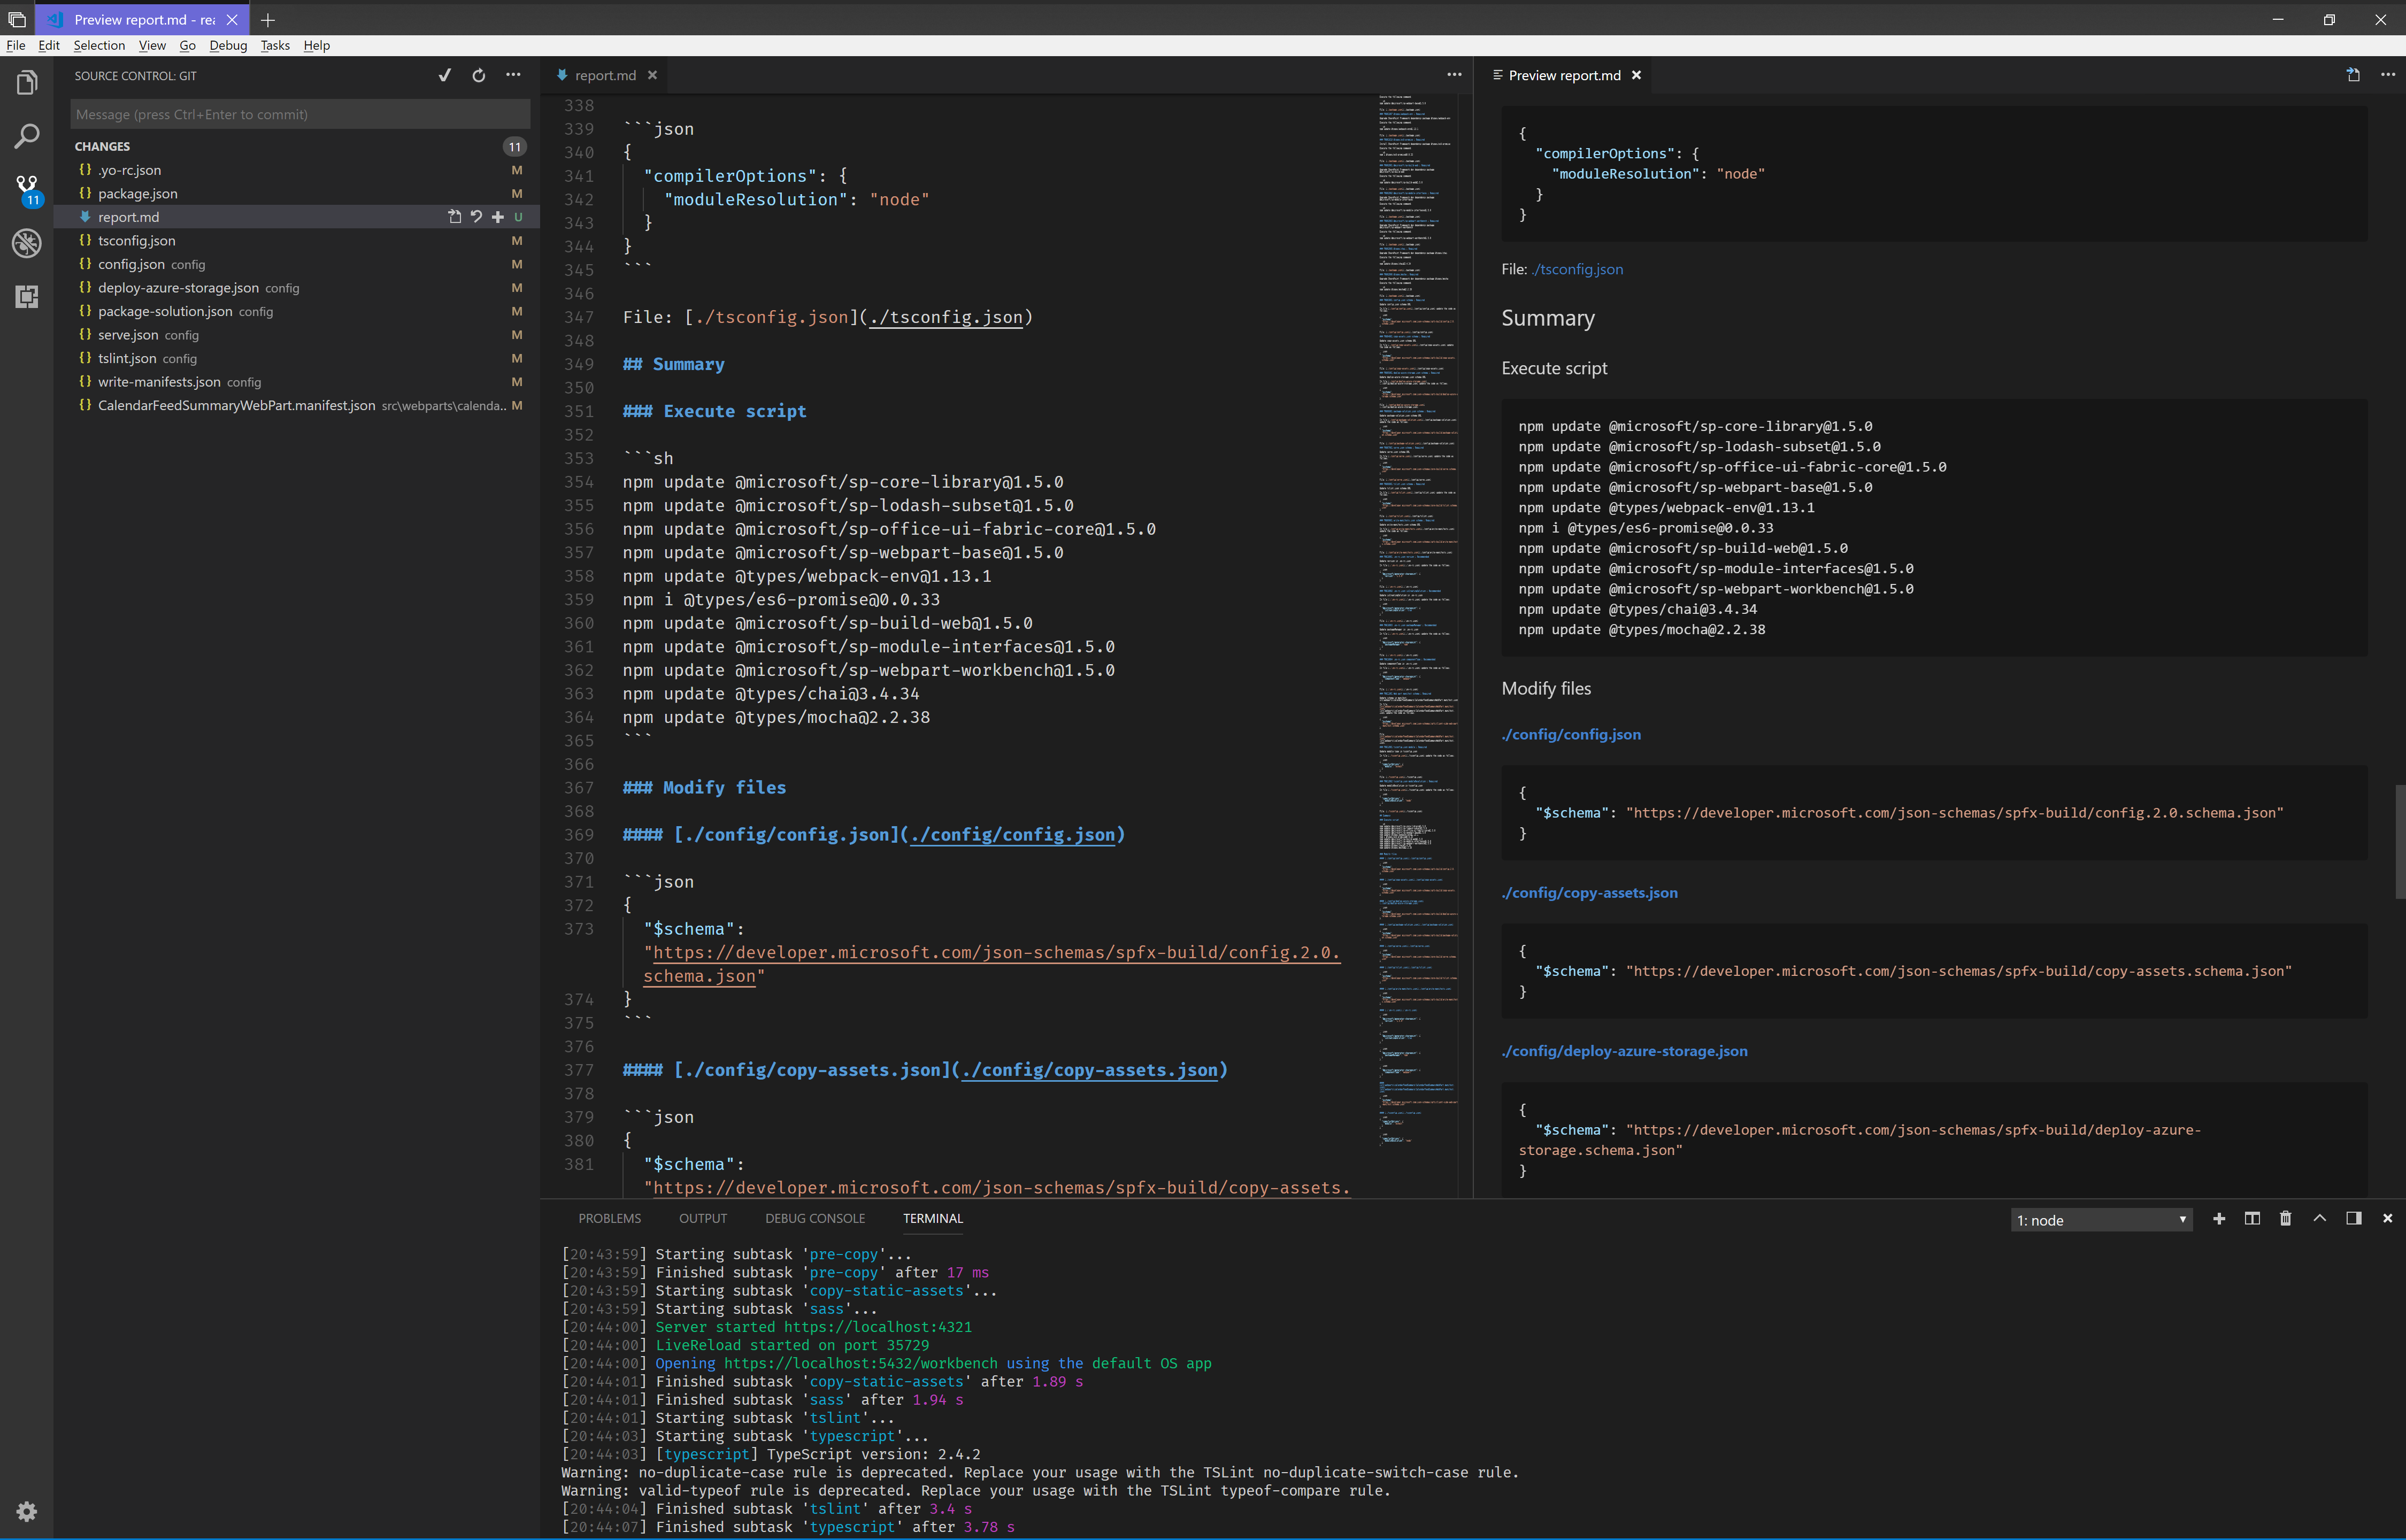 Preview report.md - rea
File Edit Selection View Go Debug Tasks Help
SOURCE CONTROL: GIT
Message (press Ctrl+Enter to commit)
CHANGES 11
{} .yo-rc.json M
{} package.json M
report.md U
{} tsconfig.json M
{} config.json config M
{} deploy-azure-storage.json config M
{} package-solution.json config M
{} serve.json config M
{} tslint.json config M
{} write-manifests.json config M
{} CalendarFeedSummaryWebPart.manifest.json src\webparts\calenda.. M
11
report.md
338
339 ```json
340 {
341 "compilerOptions": {
342 "moduleResolution": "node"
343 }
344 }
345 ```
346
347 File: [./tsconfig.json](./tsconfig.json)
348
349 ## Summary
350
351 ### Execute script
352
353 ```sh
354 npm update @microsoft/sp-core-library@1.5.0
355 npm update @microsoft/sp-lodash-subset@1.5.0
356 npm update @microsoft/sp-office-ui-fabric-core@1.5.0
357 npm update @microsoft/sp-webpart-base@1.5.0
358 npm update @types/webpack-env@1.13.1
359 npm i @types/es6-promise@0.0.33
360 npm update @microsoft/sp-build-web@1.5.0
361 npm update @microsoft/sp-module-interfaces@1.5.0
362 npm update @microsoft/sp-webpart-workbench@1.5.0
363 npm update @types/chai@3.4.34
364 npm update @types/mocha@2.2.38
365 ```
366
367 ### Modify files
368
369 #### [./config/config.json](./config/config.json)
370
371 ```json
372 {
373 "$schema":
"https://developer.microsoft.com/json-schemas/spfx-build/config.2.0.
schema.json"
374 }
375 ```
376
377 #### [./config/copy-assets.json](./config/copy-assets.json)
378
379 ```json
380 {
381 "$schema":
"https://developer.microsoft.com/json-schemas/spfx-build/copy-assets.
Preview report.md
{
"compilerOptions": {
"moduleResolution": "node"
}
}
File: ./tsconfig.json
Summary
Execute script
npm update @microsoft/sp-core-library@1.5.0
npm update @microsoft/sp-lodash-subset@1.5.0
npm update @microsoft/sp-office-ui-fabric-core@1.5.0
npm update @microsoft/sp-webpart-base@1.5.0
npm update @types/webpack-env@1.13.1
npm i @types/es6-promise@0.0.33
npm update @microsoft/sp-build-web@1.5.0
npm update @microsoft/sp-module-interfaces@1.5.0
npm update @microsoft/sp-webpart-workbench@1.5.0
npm update @types/chai@3.4.34
npm update @types/mocha@2.2.38
Modify files
./config/config.json
{
"$schema": "https://developer.microsoft.com/json-schemas/spfx-build/config.2.0.schema.json"
}
./config/copy-assets.json
{
"$schema": "https://developer.microsoft.com/json-schemas/spfx-build/copy-assets.schema.json"
}
./config/deploy-azure-storage.json
{
"$schema": "https://developer.microsoft.com/json-schemas/spfx-build/deploy-azure-
storage.schema.json"
}
PROBLEMS OUTPUT DEBUG CONSOLE TERMINAL
1: node
[20:43:59] Starting subtask 'pre-copy'...
[20:43:59] Finished subtask 'pre-copy' after 17 ms
[20:43:59] Starting subtask 'copy-static-assets'...
[20:43:59] Starting subtask 'sass'...
[20:44:00] Server started https://localhost:4321
[20:44:00] LiveReload started on port 35729
[20:44:00] Opening https://localhost:5432/workbench using the default OS app
[20:44:01] Finished subtask 'copy-static-assets' after 1.89 s
[20:44:01] Finished subtask 'sass' after 1.94 s
[20:44:01] Starting subtask 'tslint'...
[20:44:03] Starting subtask 'typescript'...
[20:44:03] [typescript] TypeScript version: 2.4.2
Warning: no-duplicate-case rule is deprecated. Replace your usage with the TSLint no-duplicate-switch-case rule.
Warning: valid-typeof rule is deprecated. Replace your usage with the TSLint typeof-compare rule.
[20:44:04] Finished subtask 'tslint' after 3.4 s
[20:44:07] Finished subtask 'typescript' after 3.78 s